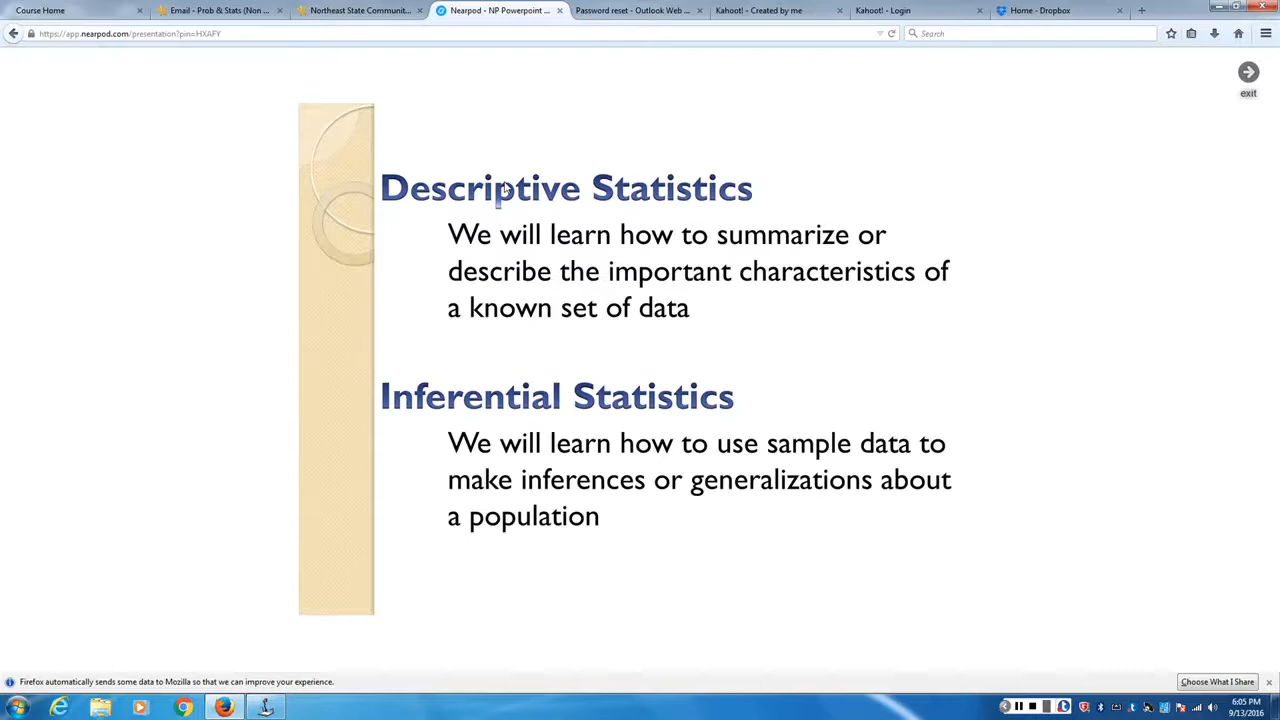 Course Home
Email - Prob & Stats (Non ...
Northeast State Communit...
Nearpod - NP Powerpoint ...
Password reset - Outlook Web ...
Kahoot! - Created by me
Kahoot! - Login
Home - Dropbox
https://app.nearpod.com/presentation?pin=HXAFY
Search
exit
Descriptive Statistics
We will learn how to summarize or
describe the important characteristics of
a known set of data
Inferential Statistics
We will learn how to use sample data to
make inferences or generalizations about
a population
Firefox automatically sends some data to Mozilla so that we can improve your experience.
Choose What I Share
6:05 PM
9/13/2016